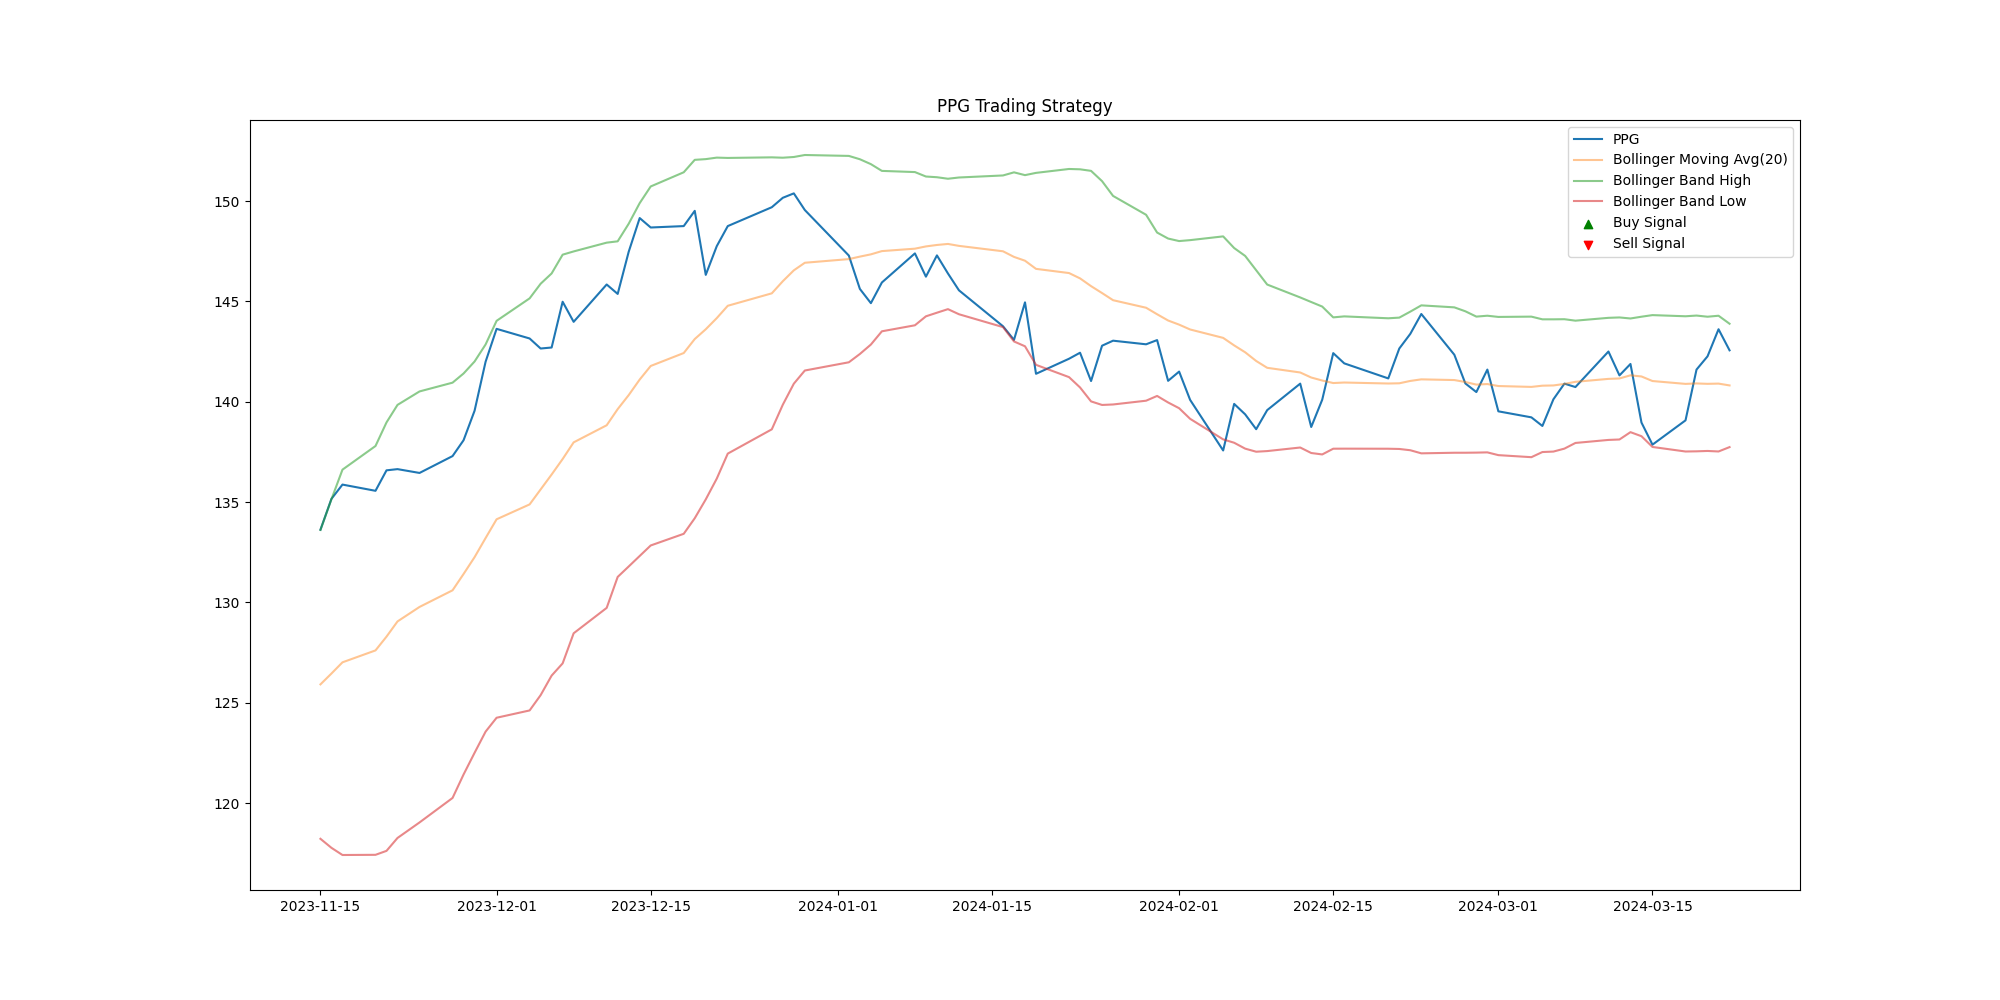 PPG Trading Strategy
PPG
Bollinger Moving Avg(20)
Bollinger Band High
Bollinger Band Low
Buy Signal
Sell Signal
150
145
140
135
130
125
120
2023-11-15
2023-12-01
2023-12-15
2024-01-01
2024-01-15
2024-02-01
2024-02-15
2024-03-01
2024-03-15